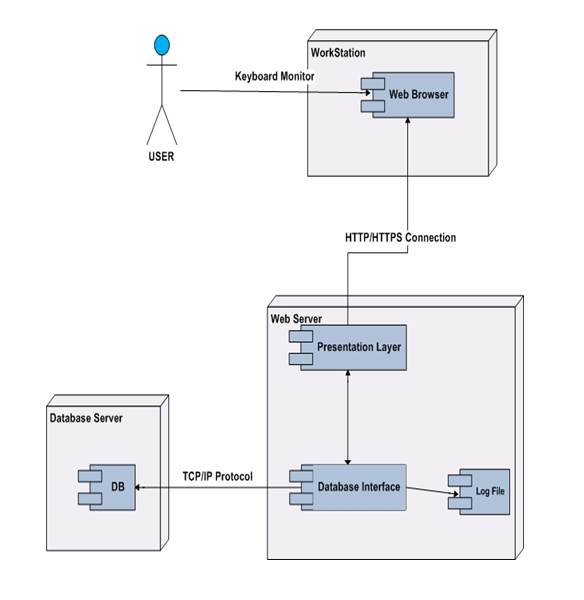 WorkStation
Keyboard Monitor
Web Browser
USER
HTTP/HTTPS Connection
Web Server
Presentation Layer
Database Server
TCP/IP Protocol
DB
Database Interface
Log File